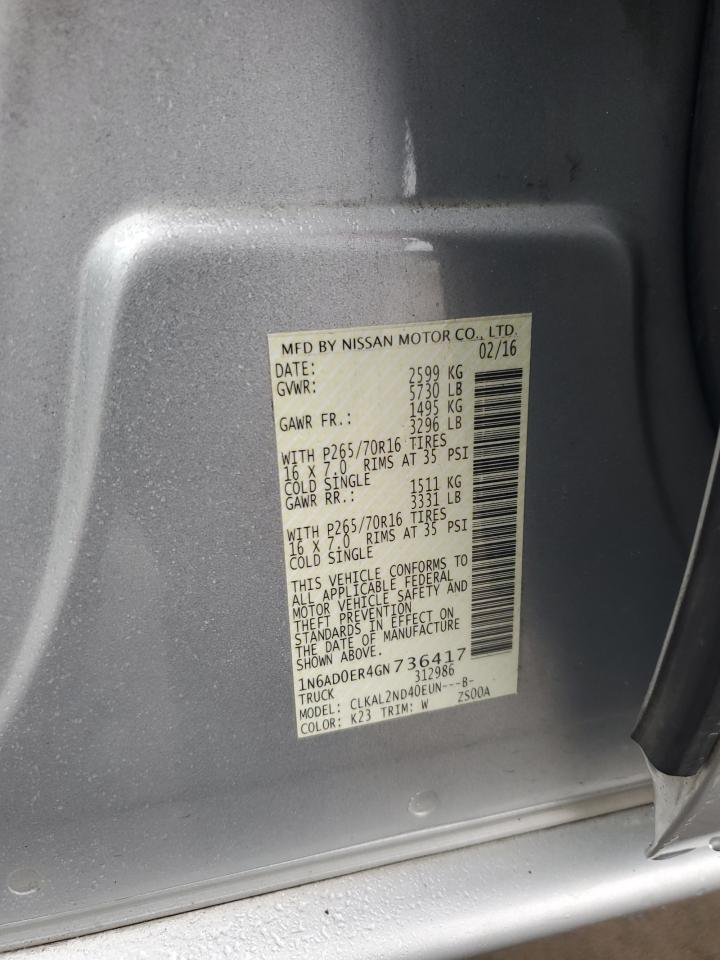 MFD BY NISSAN MOTOR CO., LTD.
DATE: 02/16
GVWR: 2599 KG
5730 LB
GAWR FR.: 1495 KG
3296 LB
WITH P265/70R16 TIRES
16 X 7.0 RIMS AT 35 PSI
COLD SINGLE
GAWR RR.: 1511 KG
3331 LB
WITH P265/70R16 TIRES
16 X 7.0 RIMS AT 35 PSI
COLD SINGLE
THIS VEHICLE CONFORMS TO
ALL APPLICABLE FEDERAL
MOTOR VEHICLE SAFETY AND
THEFT PREVENTION
STANDARDS IN EFFECT ON
THE DATE OF MANUFACTURE
SHOWN ABOVE.
1N6AD0ER4GN736417
TRUCK 312986
MODEL: CLKAL2ND40EUN---B-
COLOR: K23 TRIM: W ZS00A